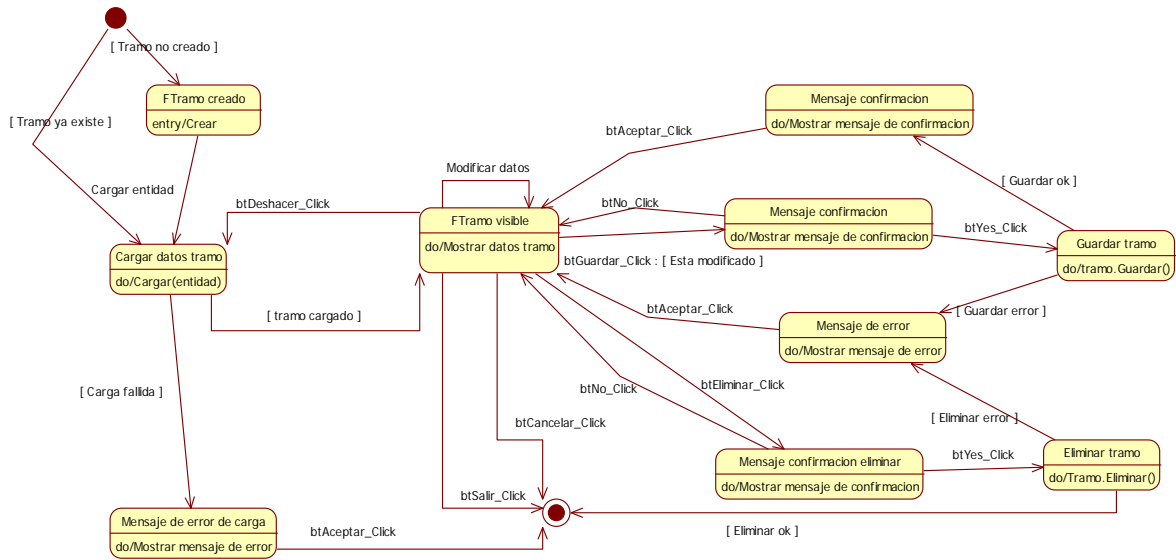 [ Tramo no creado ]
FTramo creado
entry/Crear
[ Tramo ya existe ]
Cargar entidad
Cargar datos tramo
do/Cargar(entidad)
btDeshacer_Click
Modificar datos
FTramo visible
do/Mostrar datos tramo
[ tramo cargado ]
[ Carga fallida ]
Mensaje de error de carga
do/Mostrar mensaje de error
btAceptar_Click
btSalir_Click
btCancelar_Click
btAceptar_Click
Mensaje confirmacion
do/Mostrar mensaje de confirmacion
[ Guardar ok ]
btNo_Click
Mensaje confirmacion
do/Mostrar mensaje de confirmacion
btYes_Click
Guardar tramo
do/tramo.Guardar()
btGuardar_Click : [ Esta modificado ]
btAceptar_Click
[ Guardar error ]
Mensaje de error
do/Mostrar mensaje de error
btNo_Click
btEliminar_Click
[ Eliminar error ]
Mensaje confirmacion eliminar
do/Mostrar mensaje de confirmacion
btYes_Click
Eliminar tramo
do/Tramo.Eliminar()
[ Eliminar ok ]